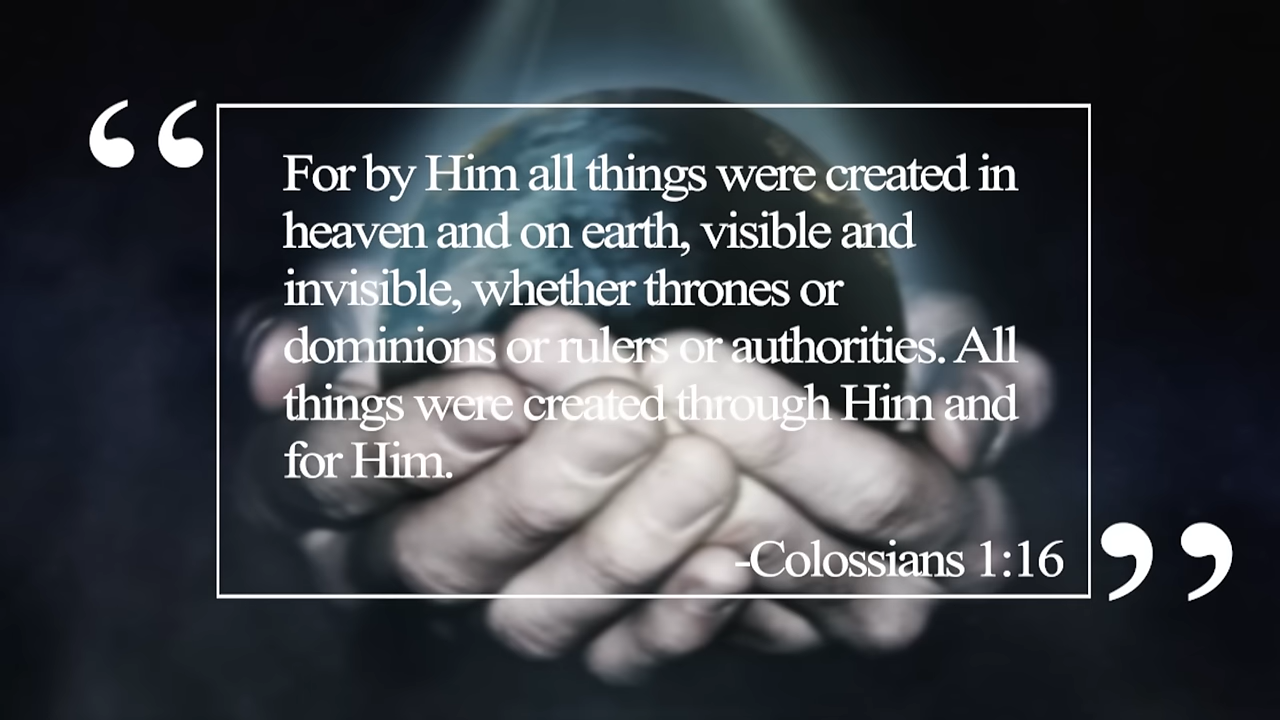 “
For by Him all things were created in
heaven and on earth, visible and
invisible, whether thrones or
dominions or rulers or authorities. All
things were created through Him and
for Him.
-Colossians 1:16
”